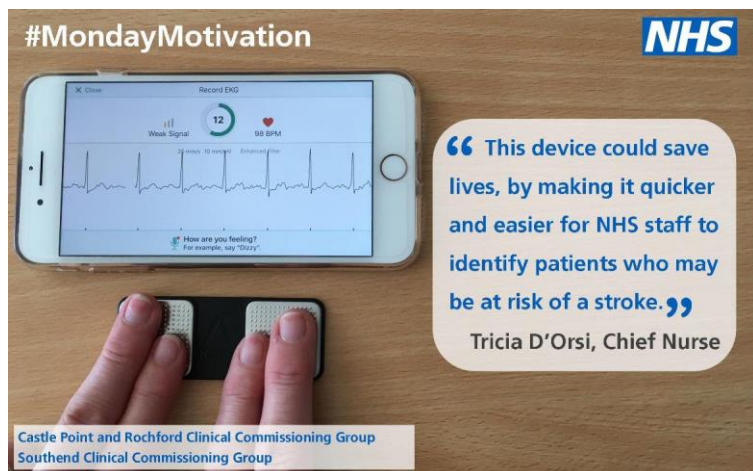 #MondayMotivation
NHS
Close
Record EKG
12
Weak Signal
98 BPM
Enhanced Filter
How are you feeling?
For example, say "Dizzy".
“ This device could save
lives, by making it quicker
and easier for NHS staff to
identify patients who may
be at risk of a stroke.”
Tricia D’Orsi, Chief Nurse
Castle Point and Rochford Clinical Commissioning Group
Southend Clinical Commissioning Group